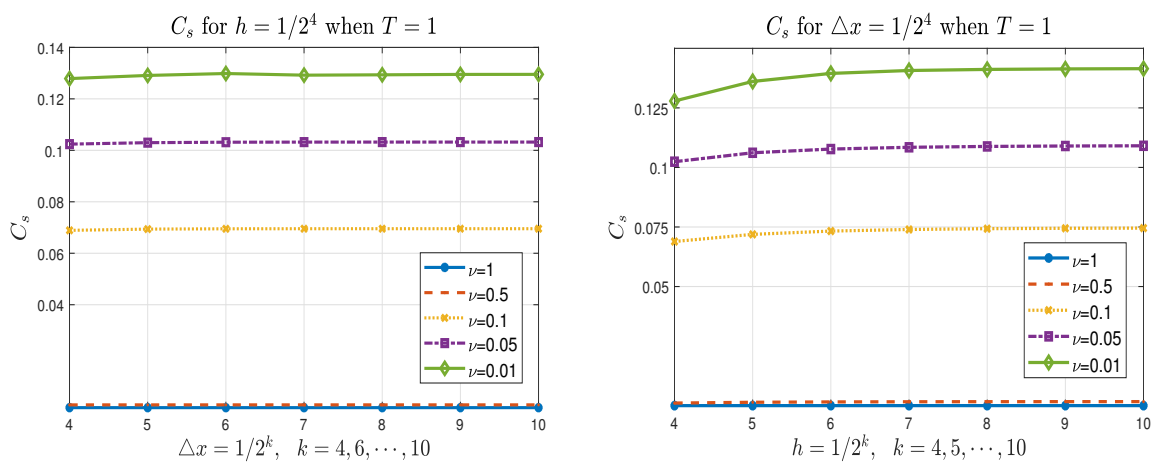 C_s for h = 1/2^4 when T = 1
0.14
0.12
0.1
0.08
0.06
0.04
C_s
4 5 6 7 8 9 10
△x = 1/2^k, k = 4, 6, ⋯, 10
ν=1
ν=0.5
ν=0.1
ν=0.05
ν=0.01
C_s for △x = 1/2^4 when T = 1
0.125
0.1
0.075
0.05
C_s
4 5 6 7 8 9 10
h = 1/2^k, k = 4, 5, ⋯, 10
ν=1
ν=0.5
ν=0.1
ν=0.05
ν=0.01